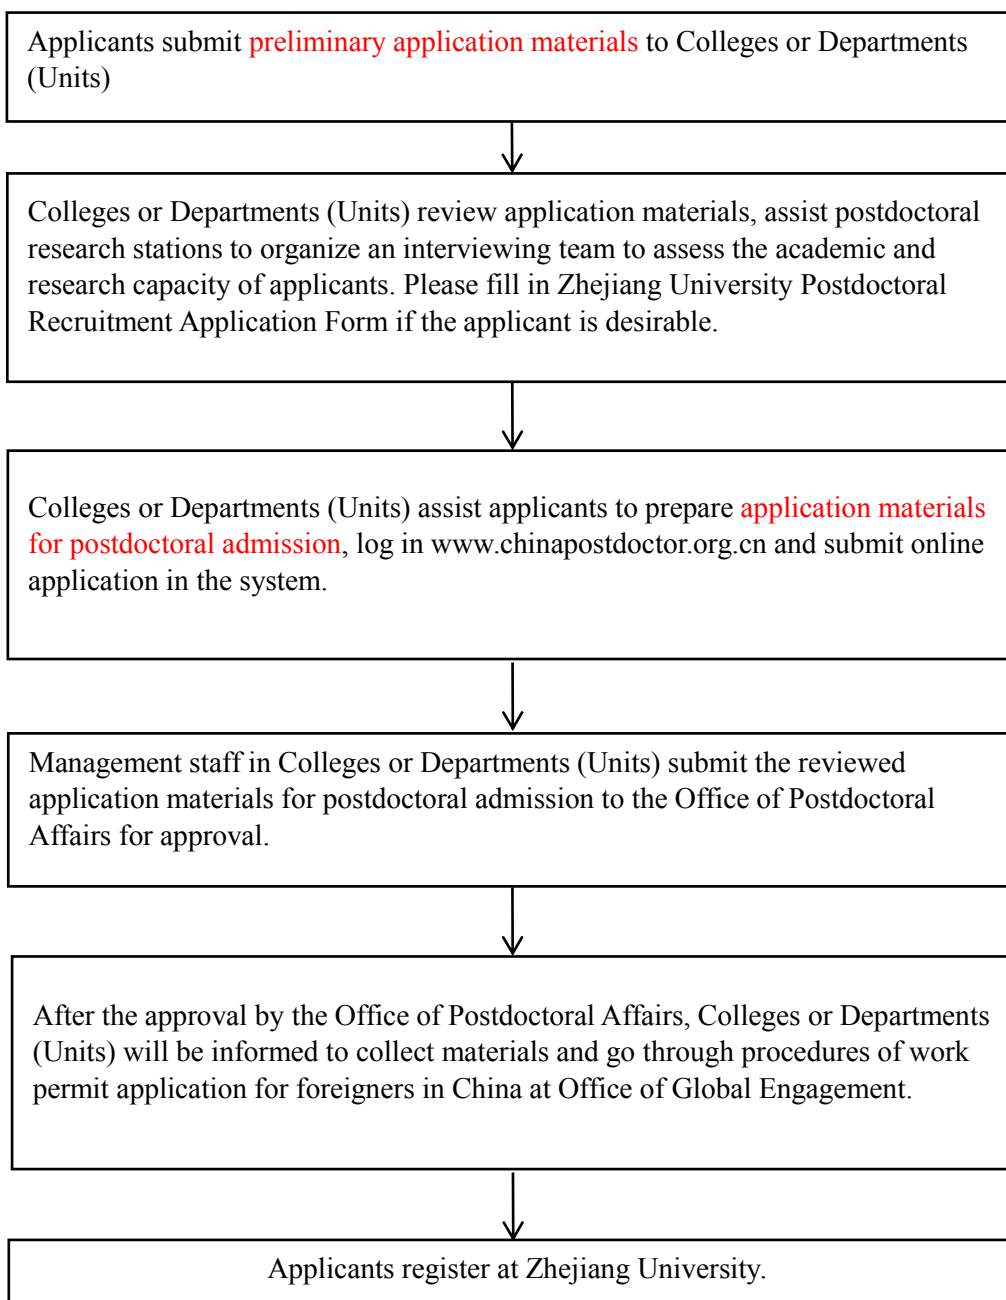 Applicants submit preliminary application materials to Colleges or Departments
(Units)
Colleges or Departments (Units) review application materials, assist postdoctoral
research stations to organize an interviewing team to assess the academic and
research capacity of applicants. Please fill in Zhejiang University Postdoctoral
Recruitment Application Form if the applicant is desirable.
Colleges or Departments (Units) assist applicants to prepare application materials
for postdoctoral admission, log in www.chinapostdoctor.org.cn and submit online
application in the system.
Management staff in Colleges or Departments (Units) submit the reviewed
application materials for postdoctoral admission to the Office of Postdoctoral
Affairs for approval.
After the approval by the Office of Postdoctoral Affairs, Colleges or Departments
(Units) will be informed to collect materials and go through procedures of work
permit application for foreigners in China at Office of Global Engagement.
Applicants register at Zhejiang University.